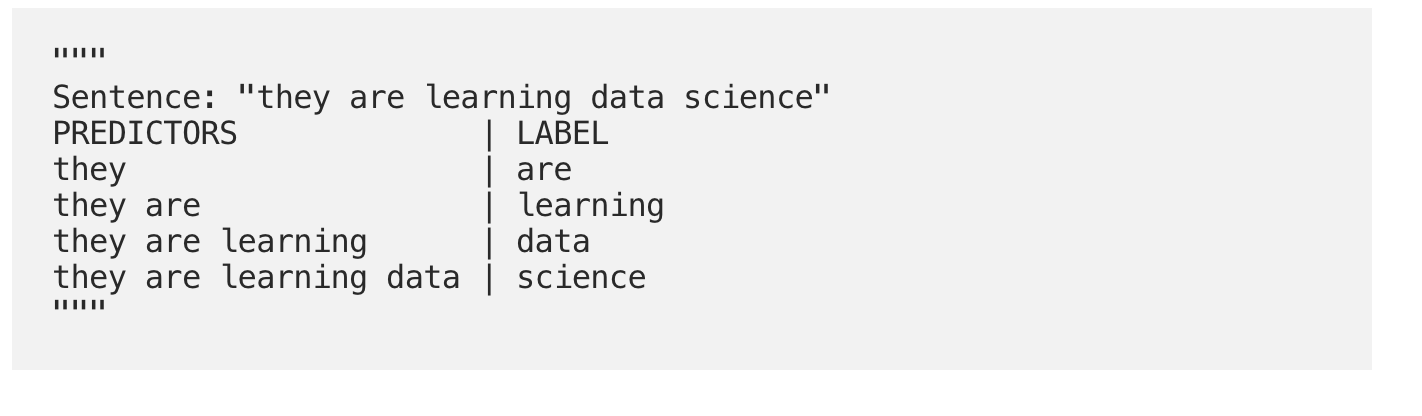 """
Sentence: "they are learning data science"
PREDICTORS | LABEL
they | are
they are | learning
they are learning | data
they are learning data | science
"""